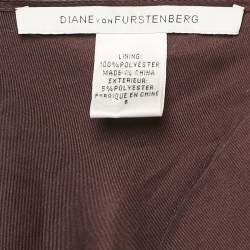 DIANE VON FURSTENBERG
LINING:
100%POLYESTER
MADE IN CHINA
EXTERIEUR:
5%POLYESTER
FABRIQUE EN CHINE